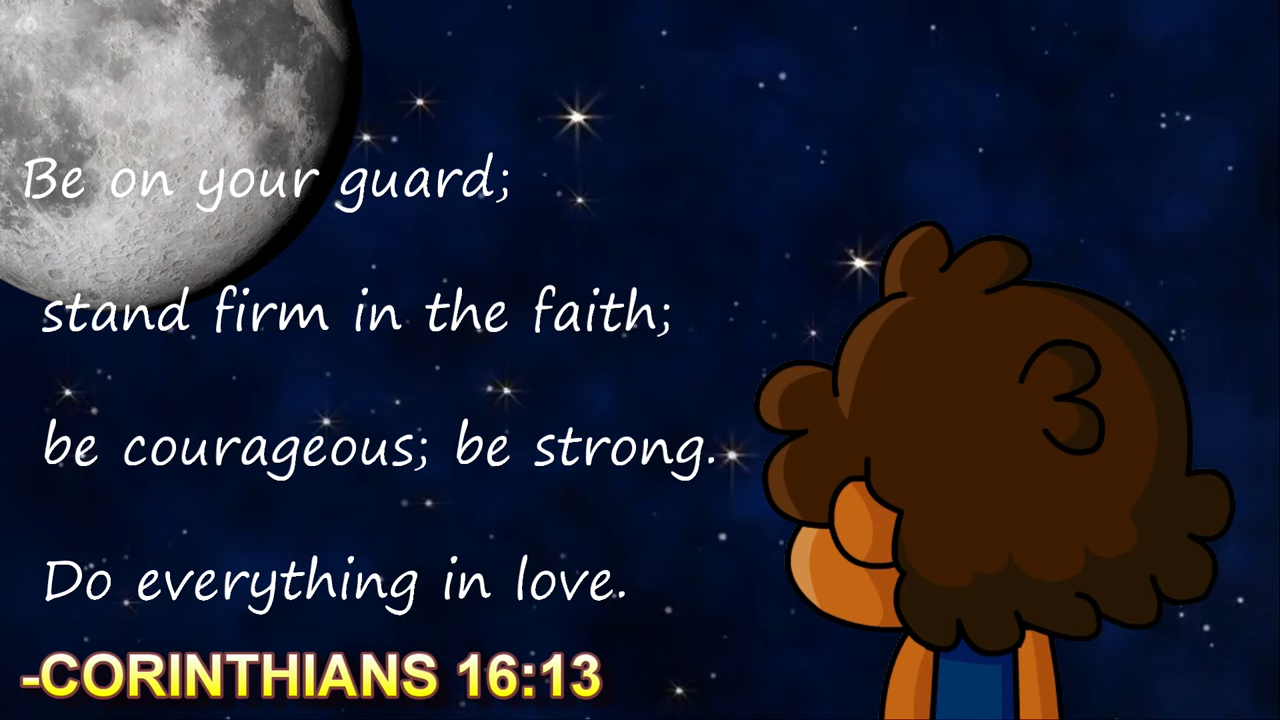 Be on your guard;
stand firm in the faith;
be courageous; be strong.
Do everything in love.
-CORINTHIANS 16:13